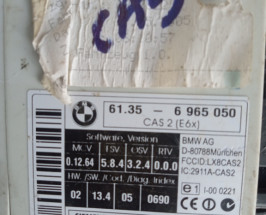 CAS
61.35 - 6 965 050
CAS 2 (E6x)
Software, Version
MCV FSV OSV RTV
0.12.64 5.8.4 3.2.4 0.0.0
HW. /SW. /Cod. /Diag. Index
02 13.4 05 0690
BMW AG
D-80788München
FCCID:LX8CAS2
IC:2911A-CAS2
e1 I-00 0221
CE